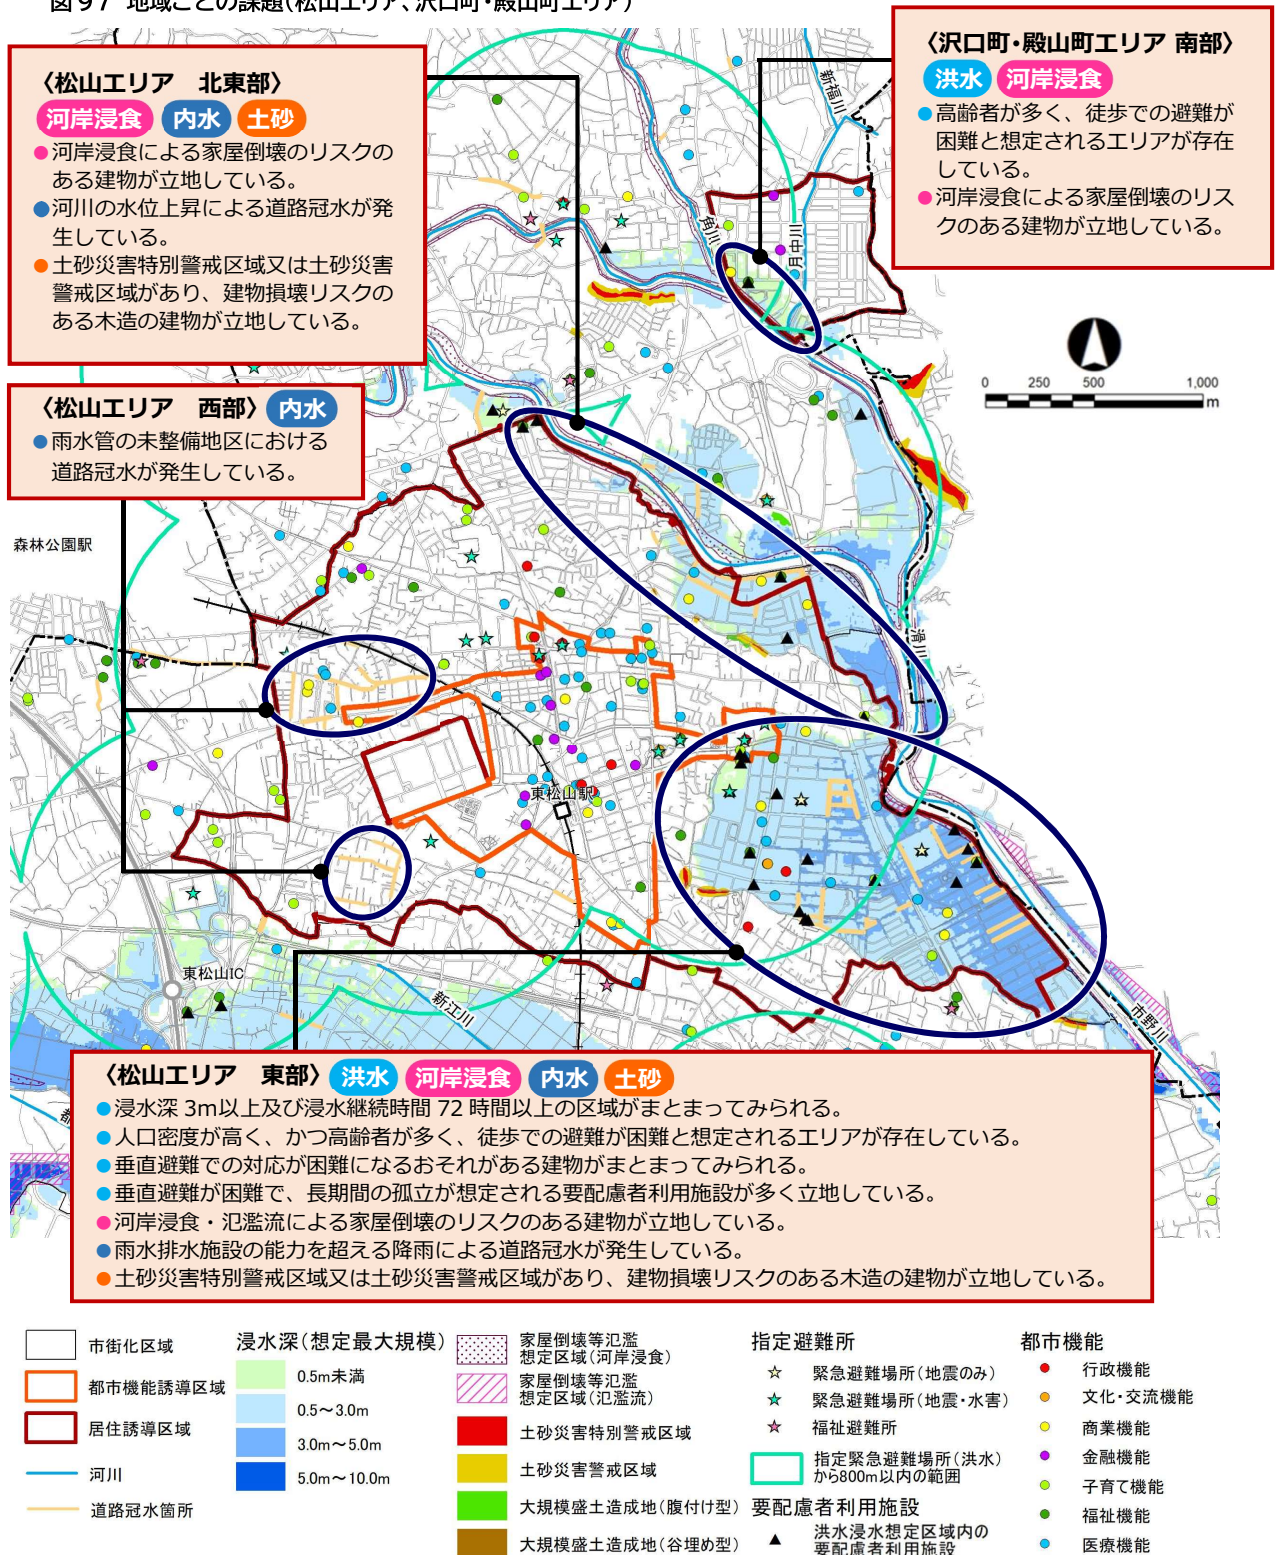 図97 地域ごとの課題（松山エリア、沢口町・殿山町エリア）
〈松山エリア 北東部〉
河岸浸食 内水 土砂
●河岸浸食による家屋倒壊のリスクの
ある建物が立地している。
●河川の水位上昇による道路冠水が発
生している。
●土砂災害特別警戒区域又は土砂災害
警戒区域があり、建物損壊リスクの
ある木造の建物が立地している。
〈沢口町・殿山町エリア 南部〉
洪水 河岸浸食
●高齢者が多く、徒歩での避難が
困難と想定されるエリアが存在
している。
●河岸浸食による家屋倒壊のリス
クのある建物が立地している。
〈松山エリア 西部〉 内水
●雨水管の未整備地区における
道路冠水が発生している。
新福川
角川
月中川
0 250 500 1,000
m
森林公園駅
滑川
東松山駅
東松山IC
新江川
市野川
都
〈松山エリア 東部〉 洪水 河岸浸食 内水 土砂
●浸水深 3m以上及び浸水継続時間 72 時間以上の区域がまとまってみられる。
●人口密度が高く、かつ高齢者が多く、徒歩での避難が困難と想定されるエリアが存在している。
●垂直避難での対応が困難になるおそれがある建物がまとまってみられる。
●垂直避難が困難で、長期間の孤立が想定される要配慮者利用施設が多く立地している。
●河岸浸食・氾濫流による家屋倒壊のリスクのある建物が立地している。
●雨水排水施設の能力を超える降雨による道路冠水が発生している。
●土砂災害特別警戒区域又は土砂災害警戒区域があり、建物損壊リスクのある木造の建物が立地している。
市街化区域
都市機能誘導区域
居住誘導区域
河川
道路冠水箇所
浸水深（想定最大規模）
0.5m未満
0.5～3.0m
3.0m～5.0m
5.0m～10.0m
家屋倒壊等氾濫
想定区域（河岸浸食）
家屋倒壊等氾濫
想定区域（氾濫流）
土砂災害特別警戒区域
土砂災害警戒区域
大規模盛土造成地（腹付け型）
大規模盛土造成地（谷埋め型）
指定避難所
緊急避難場所（地震のみ）
緊急避難場所（地震・水害）
福祉避難所
指定緊急避難場所（洪水）
から800m以内の範囲
要配慮者利用施設
洪水浸水想定区域内の
要配慮者利用施設
都市機能
行政機能
文化・交流機能
商業機能
金融機能
子育て機能
福祉機能
医療機能